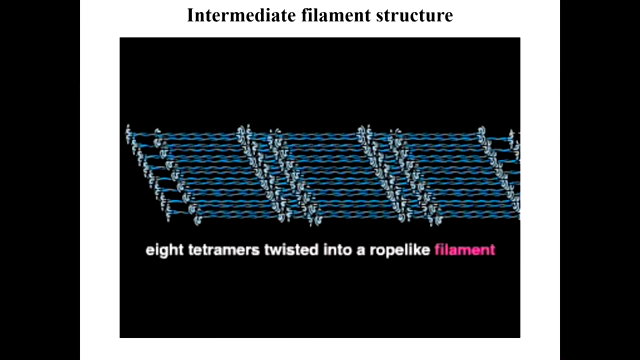 Intermediate filament structure
eight tetramers twisted into a ropelike filament